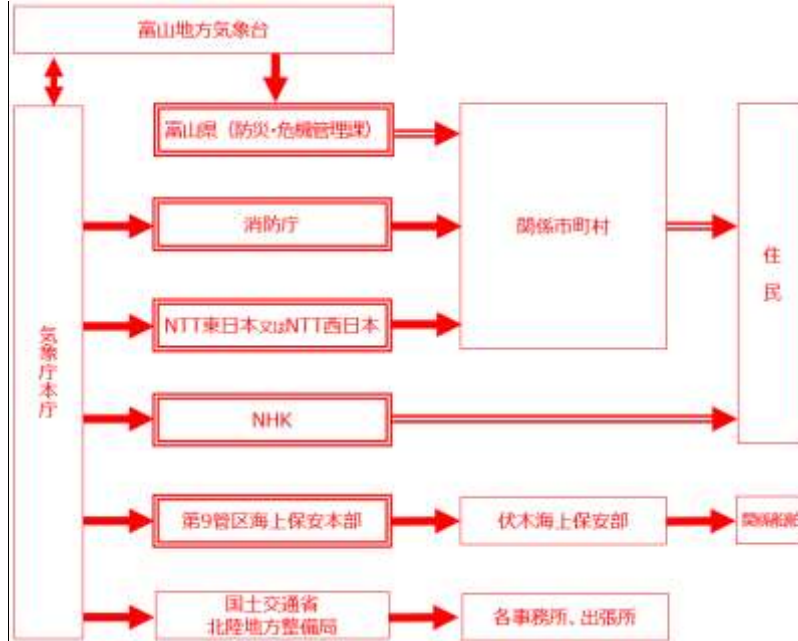 富山地方気象台
富山県（防災・危機管理課）
消防庁
関係市町村
住民
気象庁本庁
NTT東日本又はNTT西日本
NHK
第9管区海上保安本部
伏木海上保安部
関係船舶
国土交通省
北陸地方整備局
各事務所、出張所